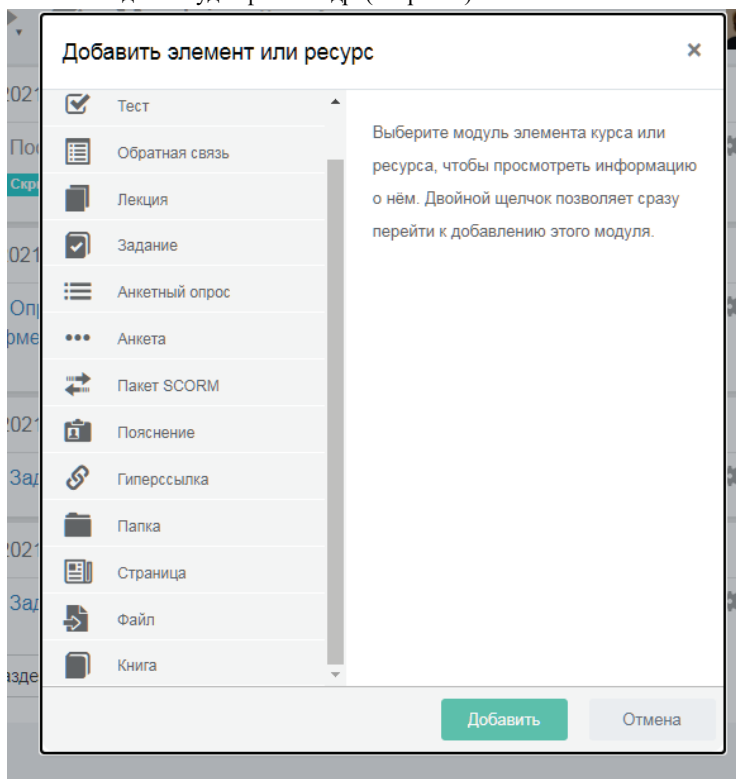 Добавить элемент или ресурс
Тест
Обратная связь
Лекция
Задание
Анкетный опрос
Анкета
Пакет SCORM
Пояснение
Гиперссылка
Папка
Страница
Файл
Книга
Выберите модуль элемента курса или
ресурса, чтобы просмотреть информацию
о нём. Двойной щелчок позволяет сразу
перейти к добавлению этого модуля.
Добавить
Отмена